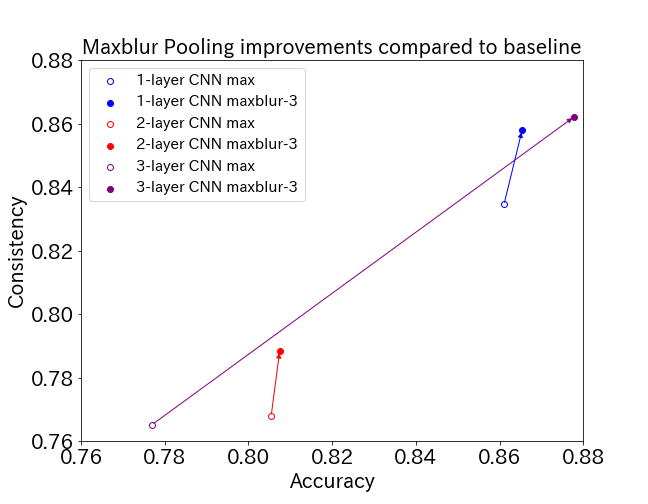 Maxblur Pooling improvements compared to baseline
0.88
1-layer CNN max
1-layer CNN maxblur-3
2-layer CNN max
2-layer CNN maxblur-3
3-layer CNN max
3-layer CNN maxblur-3
0.86
0.84
0.82
0.80
0.78
0.76
Consistency
0.76 0.78 0.80 0.82 0.84 0.86 0.88
Accuracy